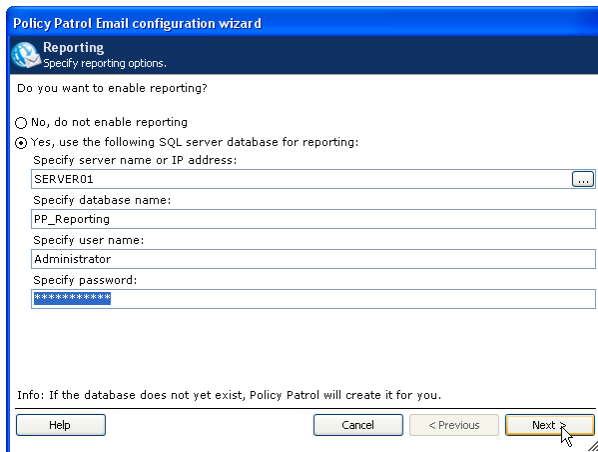 Policy Patrol Email configuration wizard
Reporting
Specify reporting options.
Do you want to enable reporting?
No, do not enable reporting
Yes, use the following SQL server database for reporting:
Specify server name or IP address:
SERVER01
...
Specify database name:
PP_Reporting
Specify user name:
Administrator
Specify password:
***********
Info: If the database does not yet exist, Policy Patrol will create it for you.
Help
Cancel
< Previous
Next >